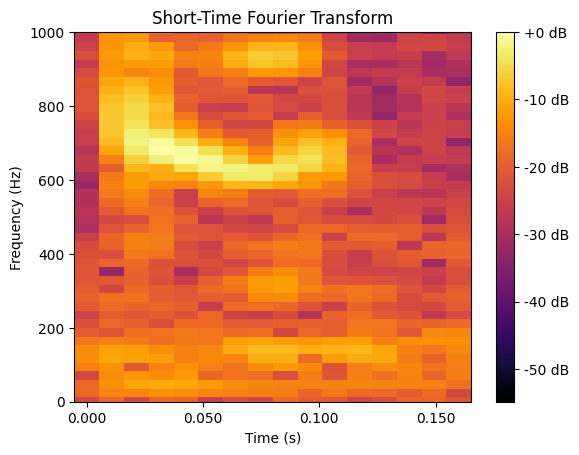 Short-Time Fourier Transform
1000
800
600
400
200
0
Frequency (Hz)
0.000
0.050
0.100
0.150
Time (s)
+0 dB
-10 dB
-20 dB
-30 dB
-40 dB
-50 dB